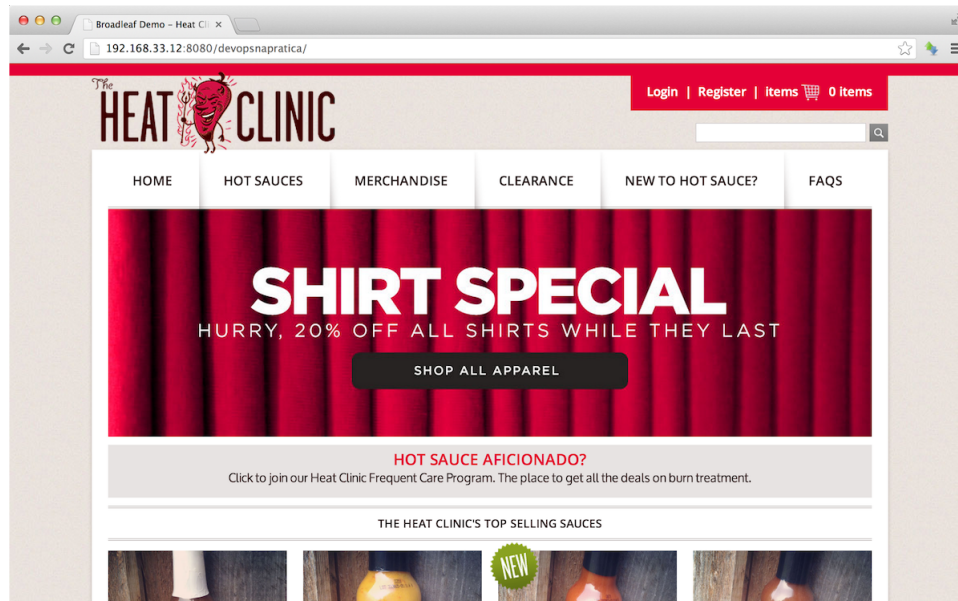 Broadleaf Demo – Heat Cli
192.168.33.12:8080/devopsnapratica/
The
HEAT CLINIC
Login | Register | items 0 items
HOME HOT SAUCES MERCHANDISE CLEARANCE NEW TO HOT SAUCE? FAQS
SHIRT SPECIAL
HURRY, 20% OFF ALL SHIRTS WHILE THEY LAST
SHOP ALL APPAREL
HOT SAUCE AFICIONADO?
Click to join our Heat Clinic Frequent Care Program. The place to get all the deals on burn treatment.
THE HEAT CLINIC'S TOP SELLING SAUCES
NEW